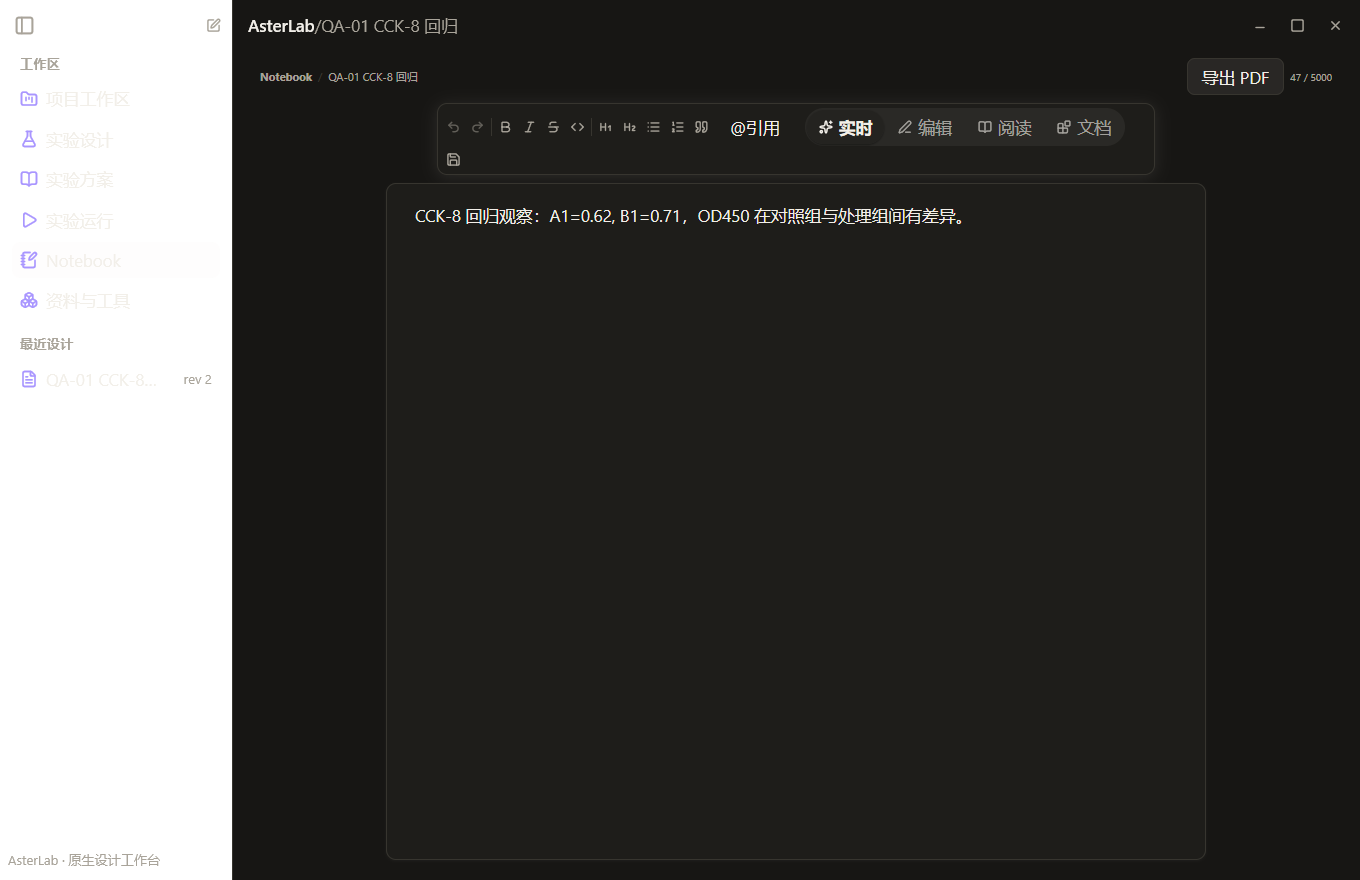 AsterLab/QA-01 CCK-8 回归
工作区
项目工作区
实验设计
实验方案
实验运行
Notebook
资料与工具
最近设计
QA-01 CCK-8... rev 2
AsterLab · 原生设计工作台
Notebook / QA-01 CCK-8 回归
导出 PDF 47 / 5000
B I S <> H1 H2 @引用 实时 编辑 阅读 文档
CCK-8 回归观察：A1=0.62, B1=0.71，OD450 在对照组与处理组间有差异。